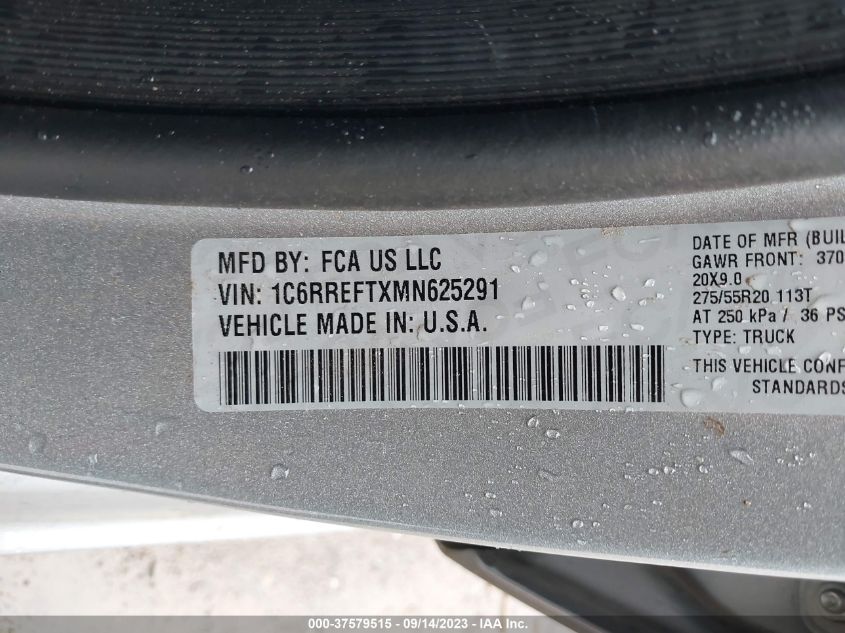 MFD BY: FCA US LLC
VIN: 1C6RREFTXMN625291
VEHICLE MADE IN: U.S.A.
DATE OF MFR (BUIL
GAWR FRONT: 370
20X9.0
275/55R20 113T
AT 250 kPa / 36 PS
TYPE: TRUCK
THIS VEHICLE CONF
STANDARDS
000-37579515 - 09/14/2023 - IAA Inc.